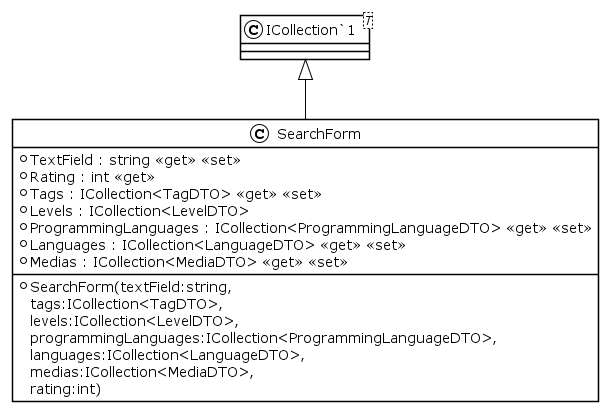 C ICollection`1 T
C SearchForm
TextField : string «get» «set»
Rating : int «get»
Tags : ICollection<TagDTO> «get» «set»
Levels : ICollection<LevelDTO>
ProgrammingLanguages : ICollection<ProgrammingLanguageDTO> «get» «set»
Languages : ICollection<LanguageDTO> «get» «set»
Medias : ICollection<MediaDTO> «get» «set»
SearchForm(textField:string,
tags:ICollection<TagDTO>,
levels:ICollection<LevelDTO>,
programmingLanguages:ICollection<ProgrammingLanguageDTO>,
languages:ICollection<LanguageDTO>,
medias:ICollection<MediaDTO>,
rating:int)